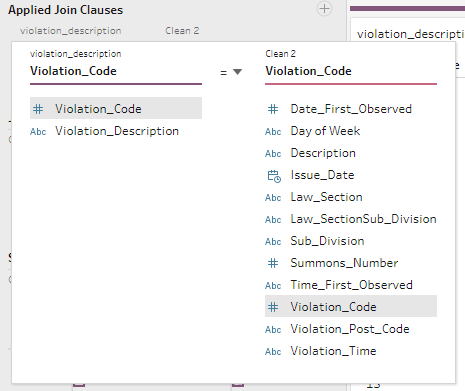 Applied Join Clauses
violation_description Clean 2
violation_descripti
violation_description Clean 2
Violation_Code = Violation_Code
# Violation_Code
Abc Violation_Description
# Date_First_Observed
Abc Day of Week
Abc Description
Issue_Date
Abc Law_Section
Abc Law_SectionSub_Division
Abc Sub_Division
# Summons_Number
Abc Time_First_Observed
# Violation_Code
Abc Violation_Post_Code
Abc Violation_Time